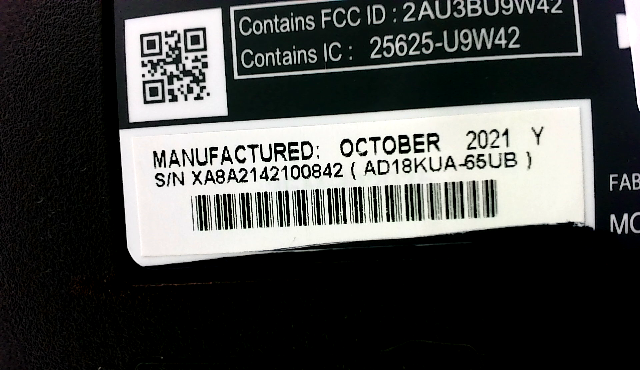 Contains FCC ID : 2AU3BU9W42
Contains IC : 25625-U9W42
MANUFACTURED: OCTOBER 2021 Y
S/N XA8A2142100842 ( AD18KUA-65UB )
FAB
MO